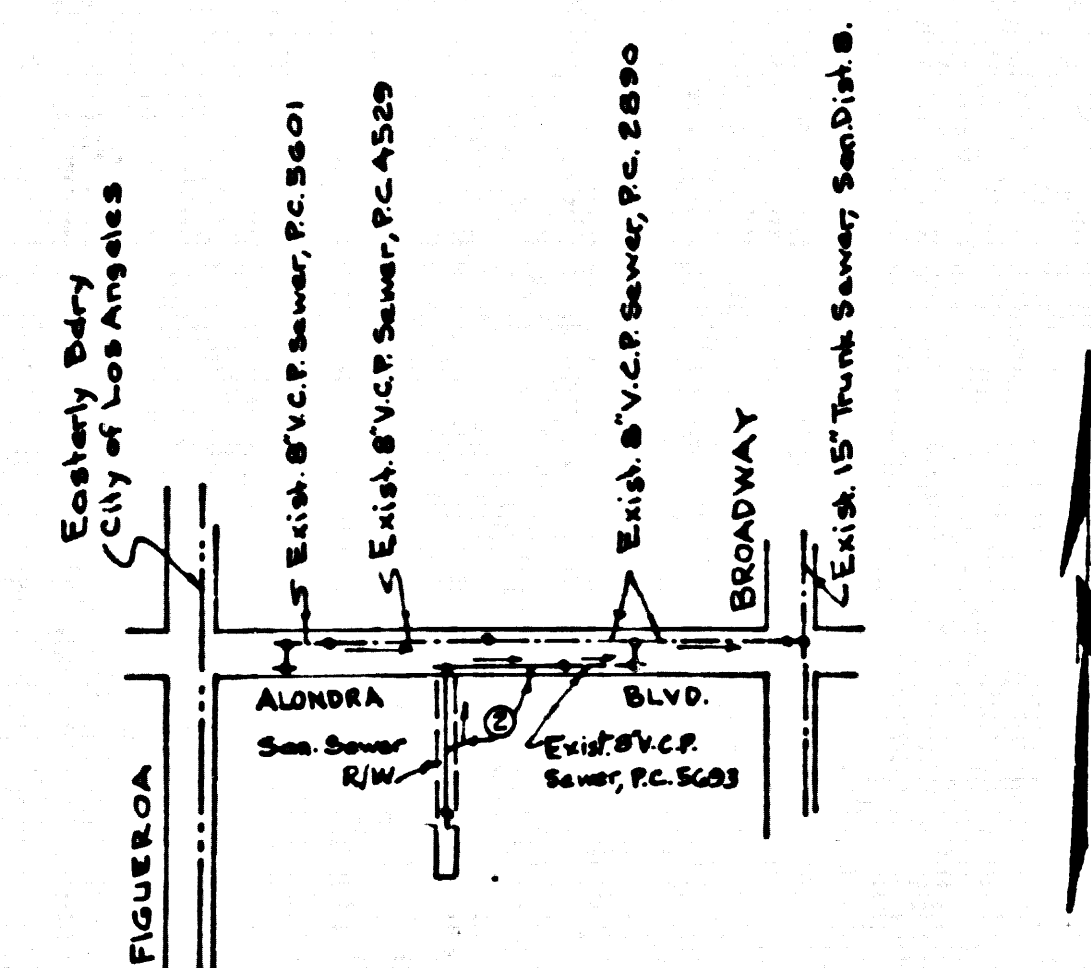 Easterly Bdry
City of Los Angeles
Exist. 8" V.C.P. Sewer, P.C. 5601
Exist. 8" V.C.P. Sewer, P.C. 4529
Exist. 8" V.C.P. Sewer, P.C. 2890
BROADWAY
Exist. 15" Trunk Sewer, San. Dist. 8.
ALONDRA
BLVD.
2
San. Sewer
R/W
Exist. 8" V.C.P.
Sewer, P.C. 5693
FIGUEROA